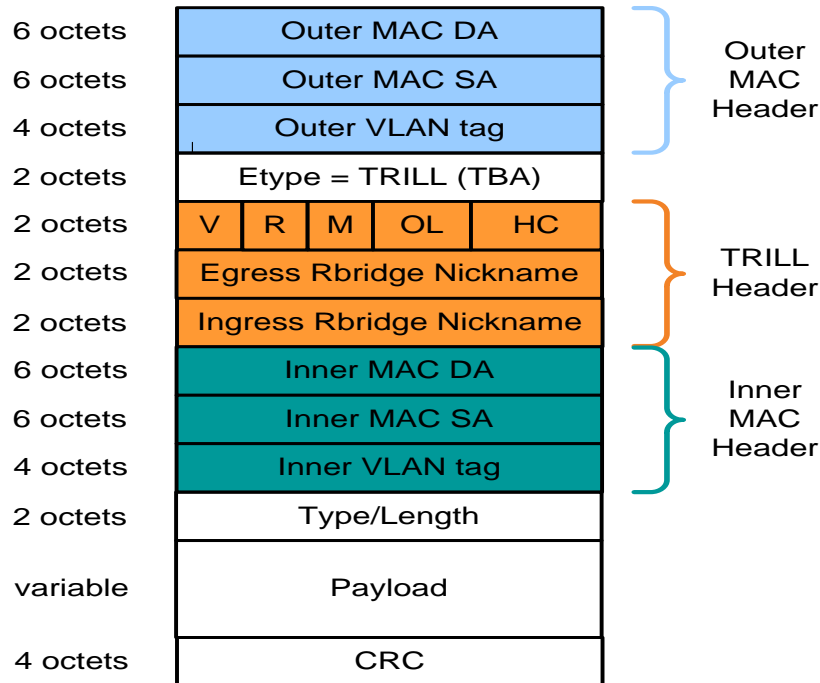 6 octets Outer MAC DA
6 octets Outer MAC SA
4 octets Outer VLAN tag
Outer
MAC
Header
2 octets Etype = TRILL (TBA)
2 octets V R M OL HC
2 octets Egress Rbridge Nickname
2 octets Ingress Rbridge Nickname
TRILL
Header
6 octets Inner MAC DA
6 octets Inner MAC SA
4 octets Inner VLAN tag
Inner
MAC
Header
2 octets Type/Length
variable Payload
4 octets CRC